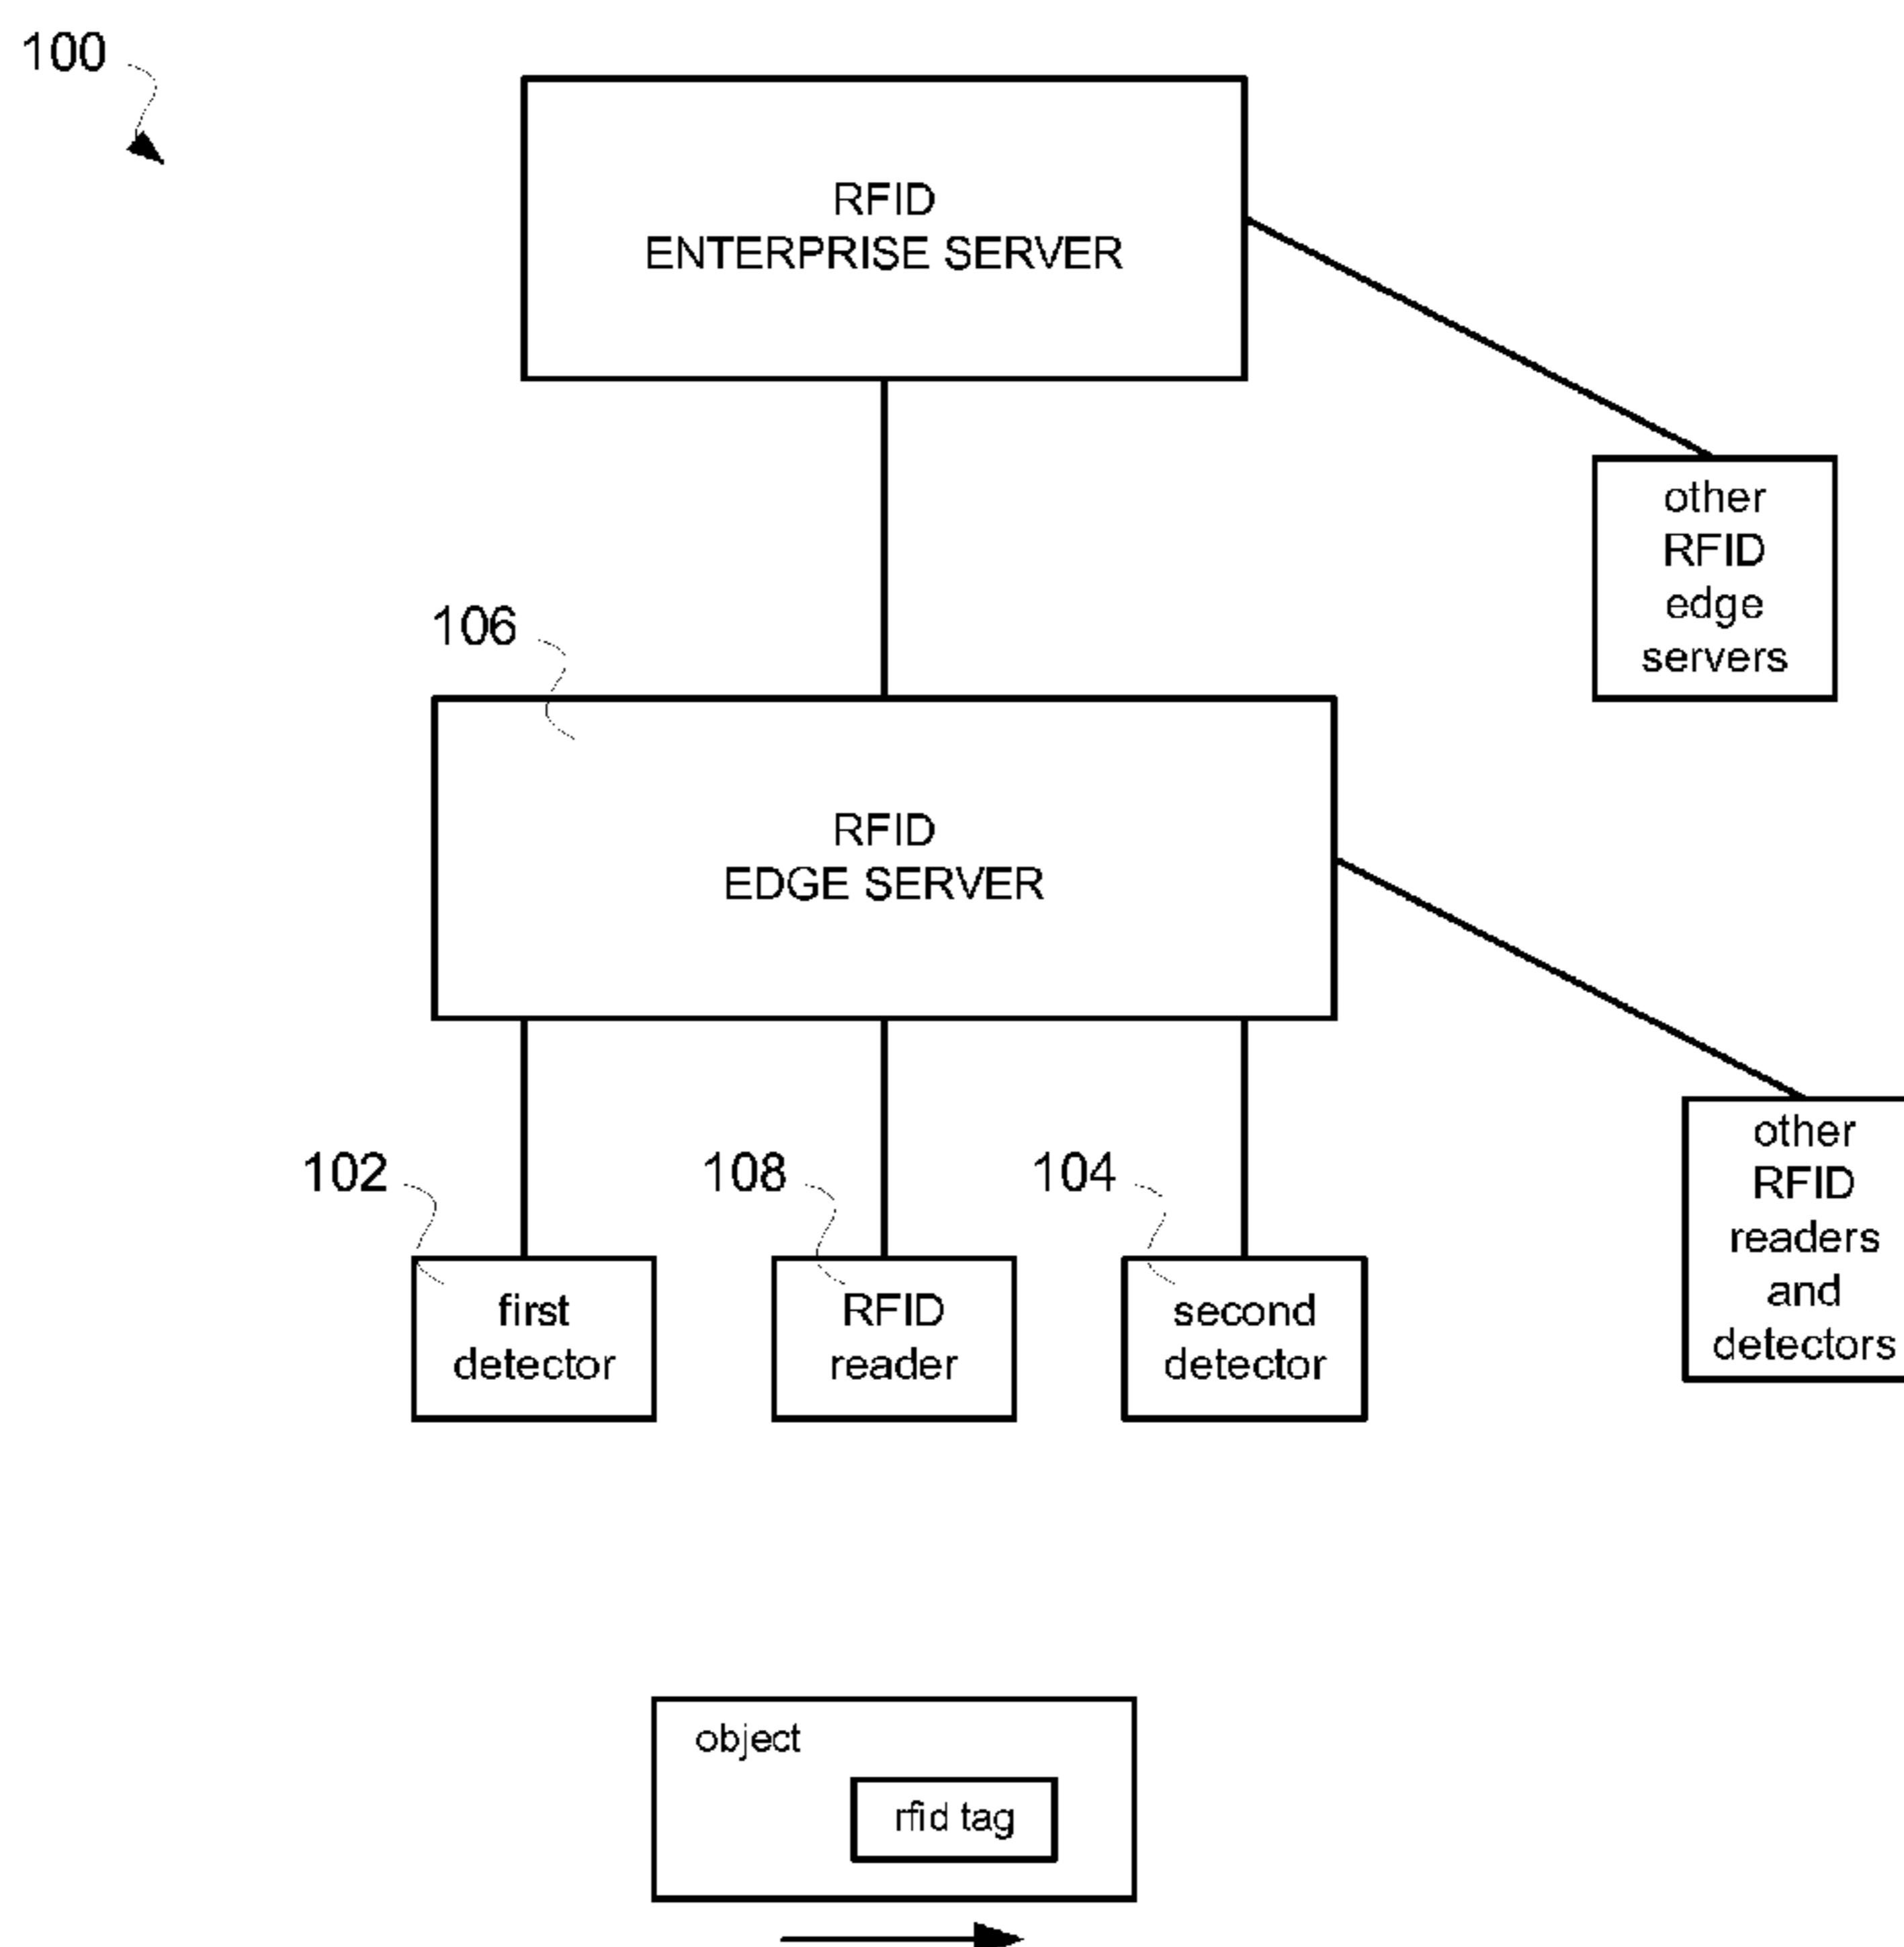 100
RFID
ENTERPRISE SERVER
other
RFID
edge
servers
106
RFID
EDGE SERVER
102
108
104
first
detector
RFID
reader
second
detector
other
RFID
readers
and
detectors
object
rfid tag